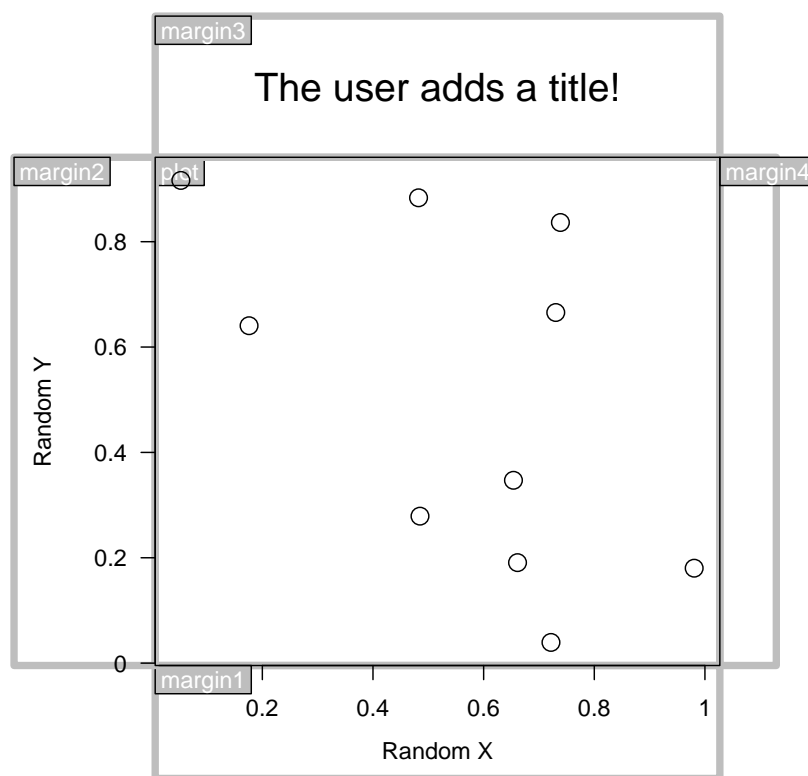 margin3
The user adds a title!
margin2
plot
margin4
0.8
0.6
0.4
0.2
0
Random Y
margin1
0.2 0.4 0.6 0.8 1
Random X